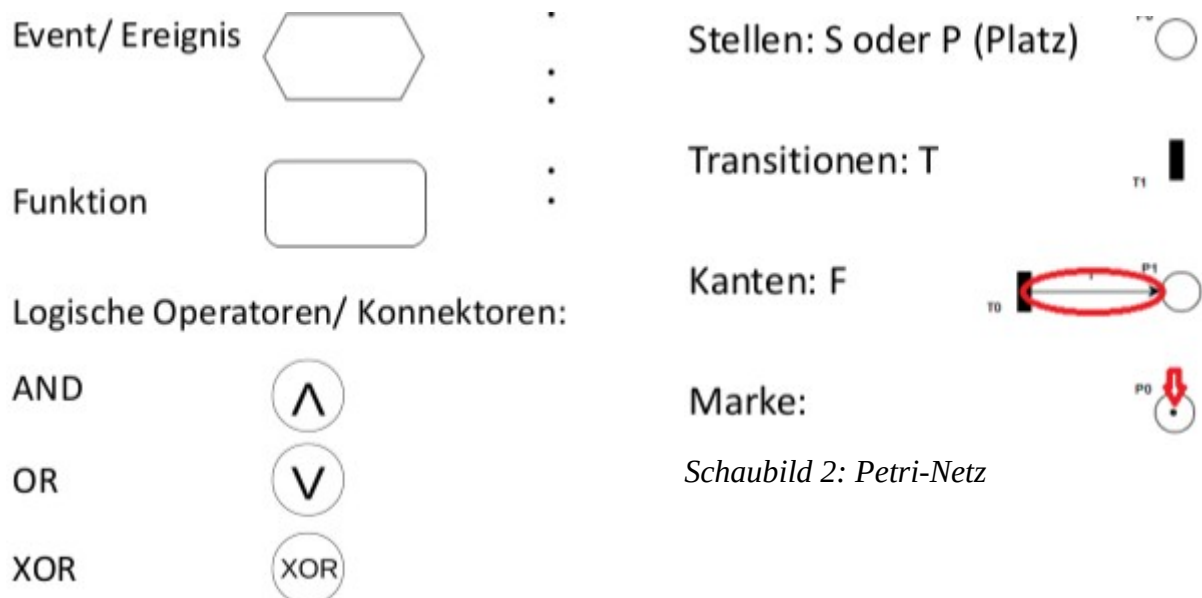 Event/ Ereignis
Funktion
Logische Operatoren/ Konnektoren:
AND
Λ
OR
V
XOR
XOR
Stellen: S oder P (Platz)
Transitionen: T
T1
Kanten: F
T0
P1
Marke:
P0
Schaubild 2: Petri-Netz